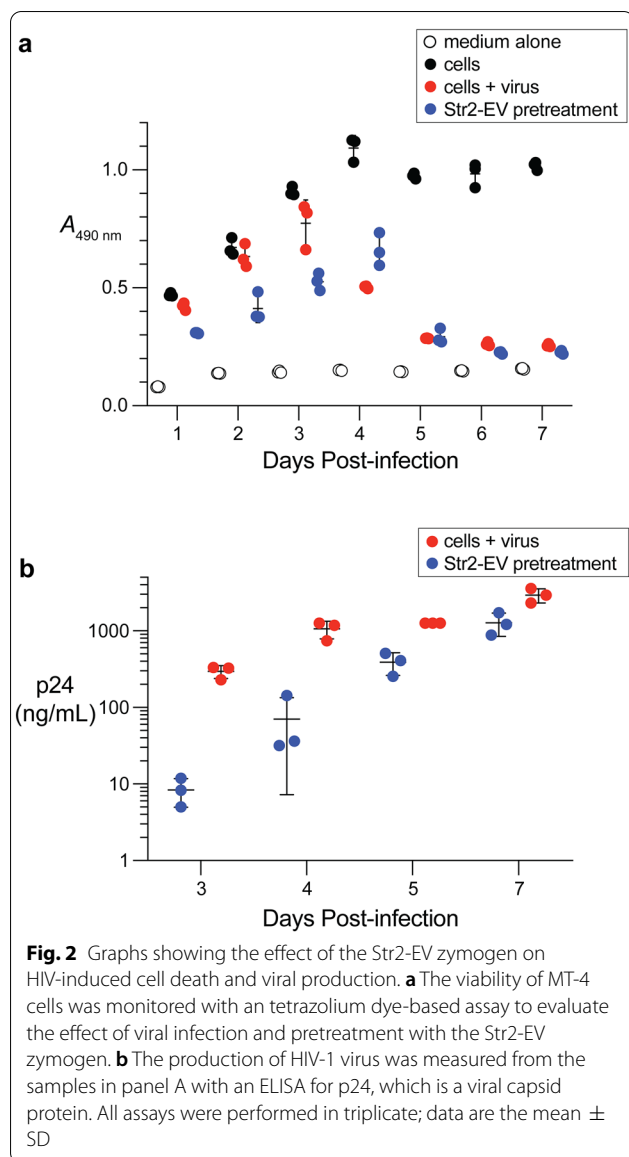 a
medium alone
cells
cells + virus
Str2-EV pretreatment
1.0
A490 nm
0.5
0.0
1 2 3 4 5 6 7
Days Post-infection
b
cells + virus
Str2-EV pretreatment
1000
p24
(ng/mL)
100
10
1
3 4 5 7
Days Post-infection
Fig. 2 Graphs showing the effect of the Str2-EV zymogen on
HIV-induced cell death and viral production. a The viability of MT-4
cells was monitored with an tetrazolium dye-based assay to evaluate
the effect of viral infection and pretreatment with the Str2-EV
zymogen. b The production of HIV-1 virus was measured from the
samples in panel A with an ELISA for p24, which is a viral capsid
protein. All assays were performed in triplicate; data are the mean ±
SD